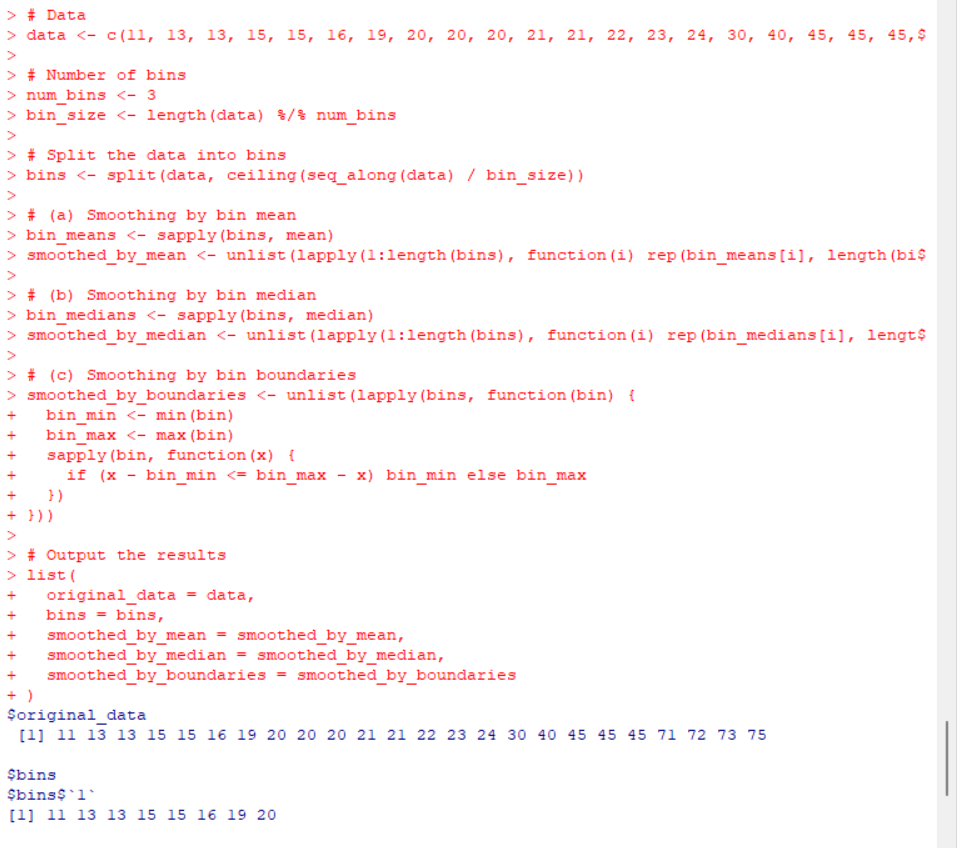 > # Data
> data <- c(11, 13, 13, 15, 15, 16, 19, 20, 20, 20, 21, 21, 22, 23, 24, 30, 40, 45, 45, 45,$
>
> # Number of bins
> num_bins <- 3
> bin_size <- length(data) %/% num_bins
>
> # Split the data into bins
> bins <- split(data, ceiling(seq_along(data) / bin_size))
>
> # (a) Smoothing by bin mean
> bin_means <- sapply(bins, mean)
> smoothed_by_mean <- unlist(lapply(1:length(bins), function(i) rep(bin_means[i], length(bi$
>
> # (b) Smoothing by bin median
> bin_medians <- sapply(bins, median)
> smoothed_by_median <- unlist(lapply(1:length(bins), function(i) rep(bin_medians[i], lengt$
>
> # (c) Smoothing by bin boundaries
> smoothed_by_boundaries <- unlist(lapply(bins, function(bin) {
+   bin_min <- min(bin)
+   bin_max <- max(bin)
+   sapply(bin, function(x) {
+     if (x - bin_min <= bin_max - x) bin_min else bin_max
+   })
+ }))
>
> # Output the results
> list(
+   original_data = data,
+   bins = bins,
+   smoothed_by_mean = smoothed_by_mean,
+   smoothed_by_median = smoothed_by_median,
+   smoothed_by_boundaries = smoothed_by_boundaries
+ )
$original_data
 [1] 11 13 13 15 15 16 19 20 20 20 21 21 22 23 24 30 40 45 45 45 71 72 73 75

$bins
$bins$`1`
[1] 11 13 13 15 15 16 19 20